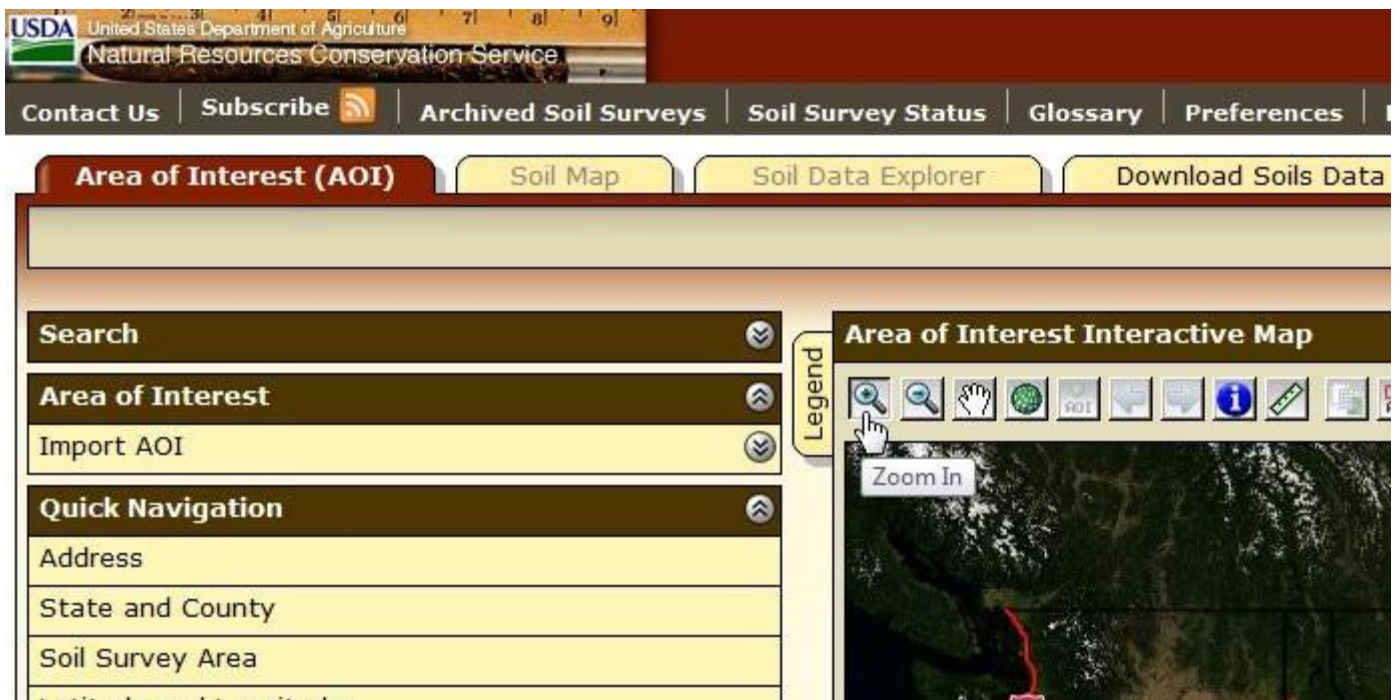 USDA United States Department of Agriculture
Natural Resources Conservation Service
Contact Us Subscribe Archived Soil Surveys Soil Survey Status Glossary Preferences
Area of Interest (AOI) Soil Map Soil Data Explorer Download Soils Data
Search
Area of Interest
Import AOI
Quick Navigation
Address
State and County
Soil Survey Area
Legend
Area of Interest Interactive Map
AOI
Zoom In